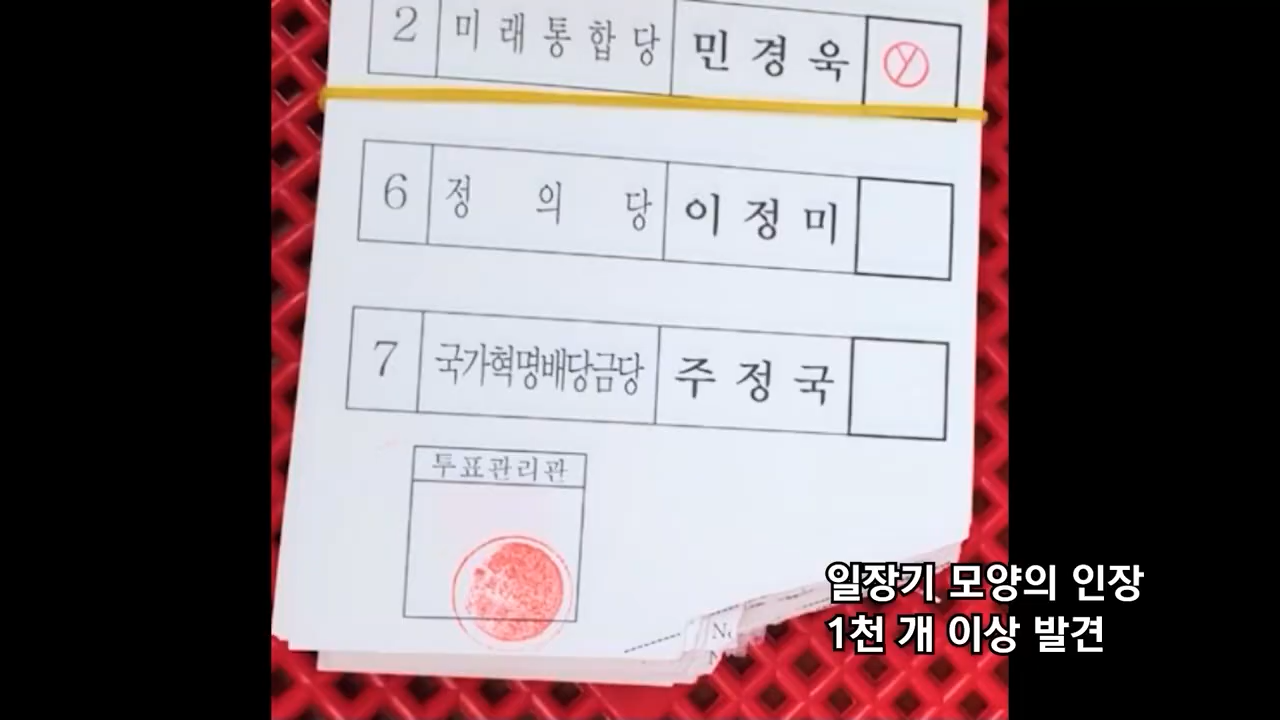 2 미래통합당 민경욱
6 정의당 이정미
7 국가혁명배당금당 주정국
투표관리관
일장기 모양의 인장
1천 개 이상 발견